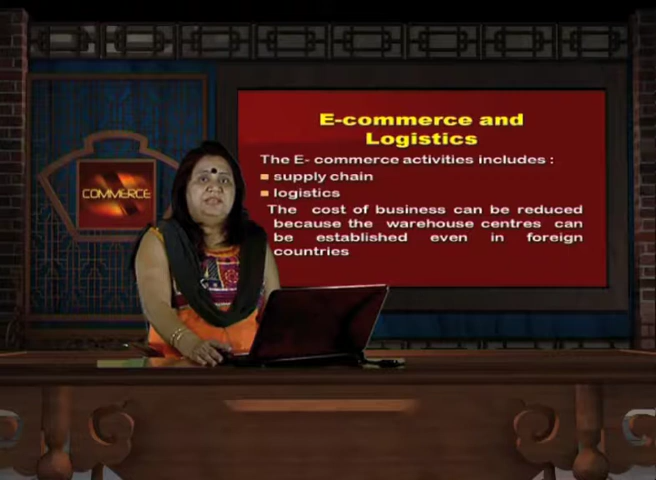 E-commerce and
Logistics
The E- commerce activities includes :
supply chain
logistics
The cost of business can be reduced
because the warehouse centres can
be established even in foreign
countries
COMMERCE